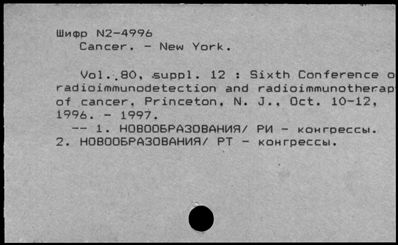 Шифр N2-4996
Cancer. - New York.
Vol. 80, suppl. 12 : Sixth Conference o
radioimmunodetection and radioimmunotherap
of cancer, Princeton, N. J., Oct. 10-12,
1996. - 1997.
-- 1. НОВООБРАЗОВАНИЯ/ РИ - конгрессы.
2. НОВООБРАЗОВАНИЯ/ РТ - конгрессы.